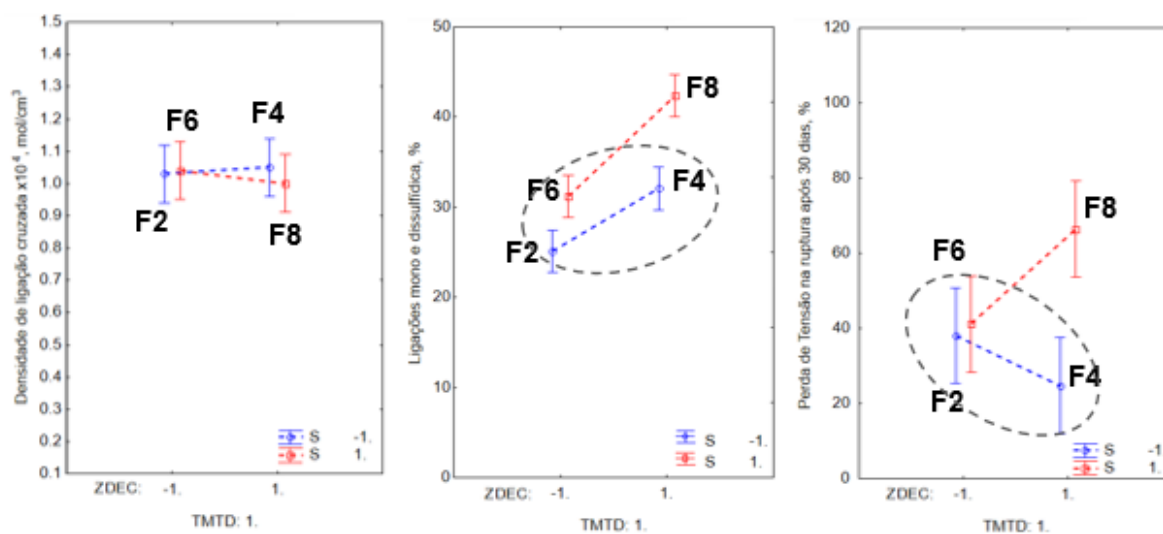 Densidade de ligação cruzada x10⁻⁴, mol/cm³
1.5
1.4
1.3
1.2
1.1
1.0
0.9
0.8
0.7
0.6
0.5
0.4
0.3
0.2
0.1
F6
F4
F2
F8
S -1.
S 1.
ZDEC: -1. 1.
TMTD: 1.
Ligações mono e dissulfídica, %
50
40
30
20
10
0
F8
F6
F4
F2
S -1.
S 1.
ZDEC: -1. 1.
TMTD: 1.
Perda de Tensão na ruptura após 30 dias, %
120
100
80
60
40
20
0
F8
F6
F4
F2
S -1
S 1.
ZDEC: -1. 1.
TMTD: 1.